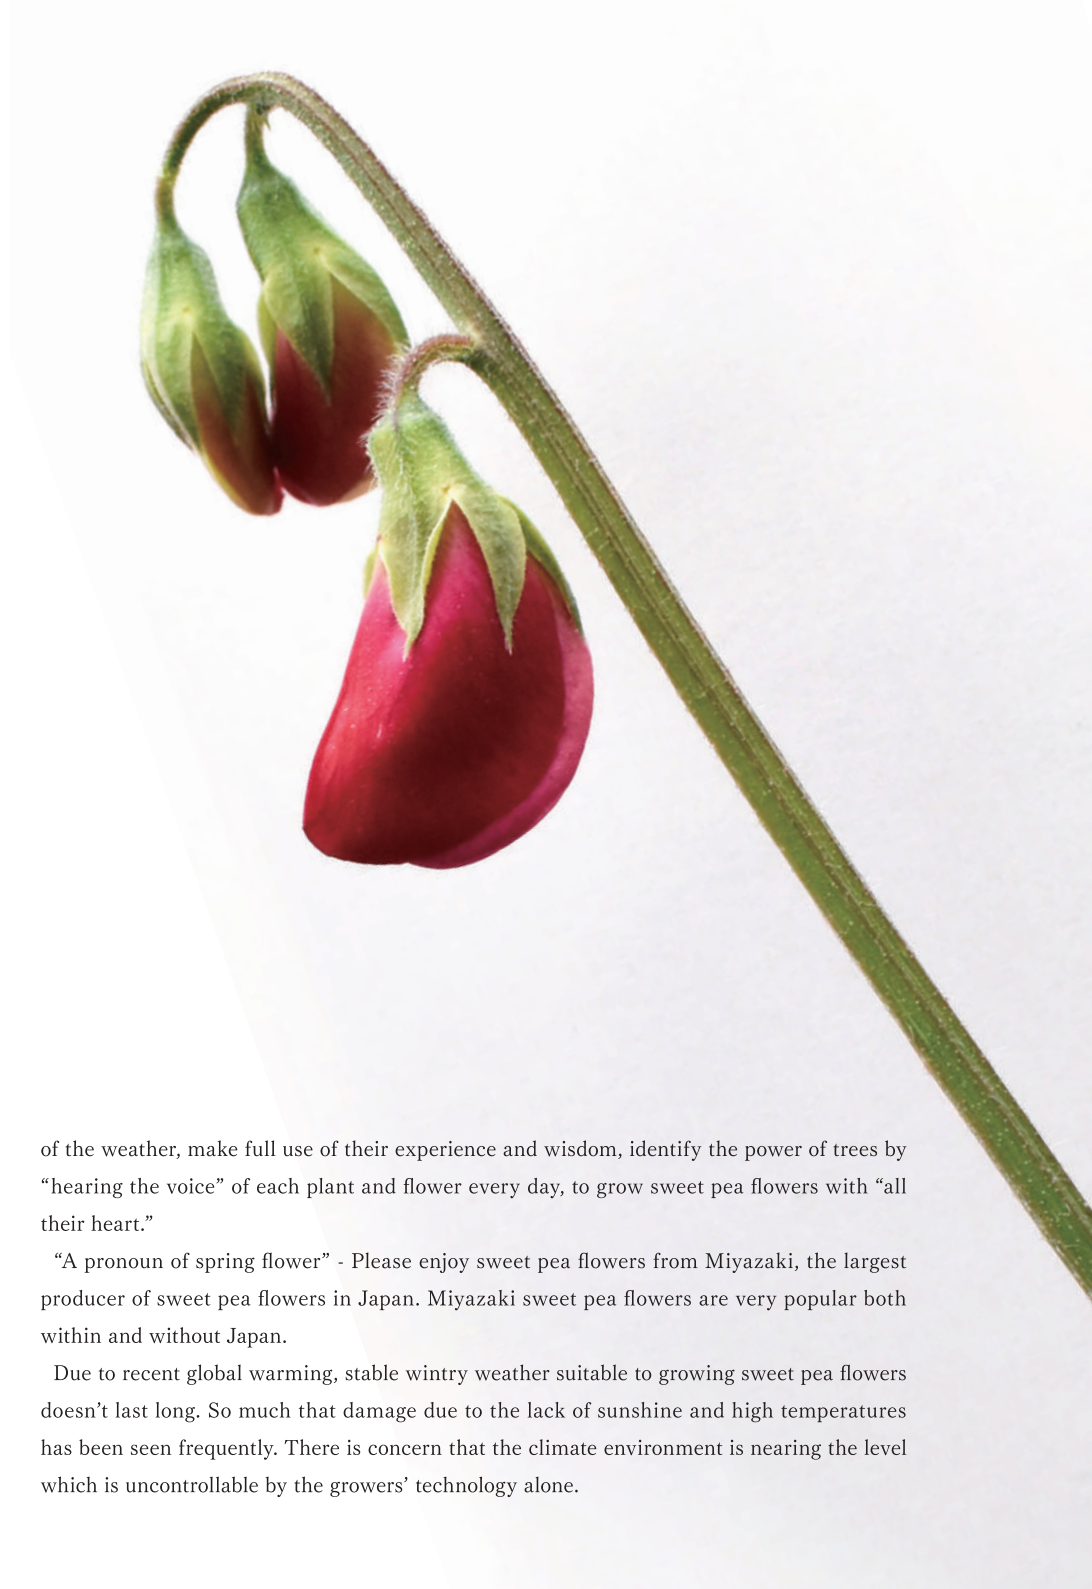 of the weather, make full use of their experience and wisdom, identify the power of trees by
“hearing the voice” of each plant and flower every day, to grow sweet pea flowers with “all
their heart.”
“A pronoun of spring flower” - Please enjoy sweet pea flowers from Miyazaki, the largest
producer of sweet pea flowers in Japan. Miyazaki sweet pea flowers are very popular both
within and without Japan.
Due to recent global warming, stable wintry weather suitable to growing sweet pea flowers
doesn’t last long. So much that damage due to the lack of sunshine and high temperatures
has been seen frequently. There is concern that the climate environment is nearing the level
which is uncontrollable by the growers’ technology alone.